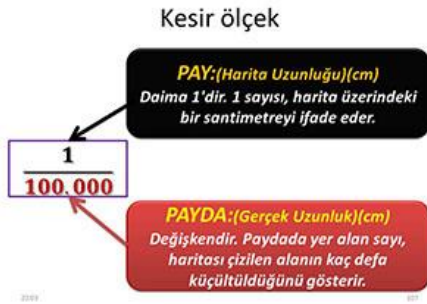 Kesir ölçek
PAY:(Harita Uzunluğu)(cm)
Daima 1'dir. 1 sayısı, harita üzerindeki
bir santimetreyi ifade eder.
1
100.000
PAYDA:(Gerçek Uzunluk)(cm)
Değişkendir. Paydada yer alan sayı,
haritası çizilen alanın kaç defa
küçültüldüğünü gösterir.